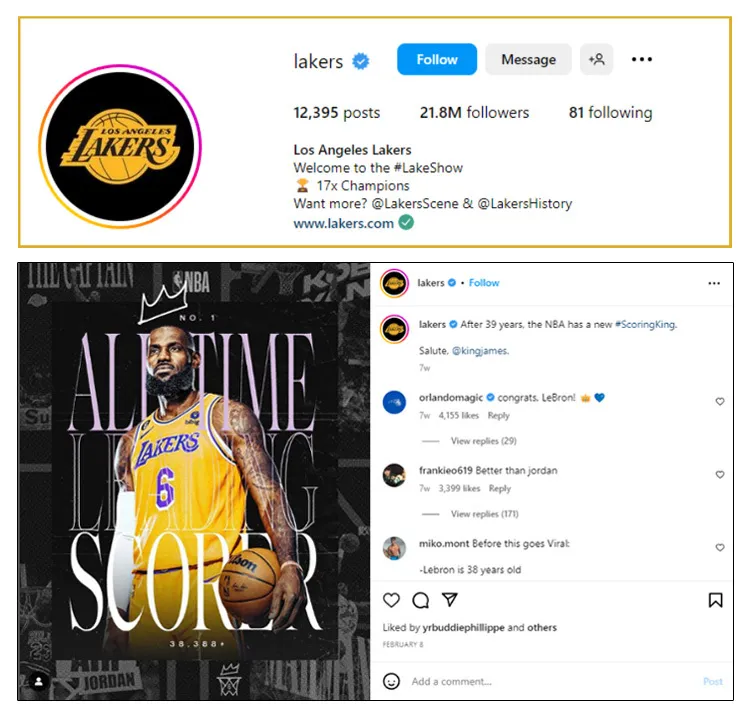 lakers
Follow
Message
12,395 posts 21.8M followers 81 following
LOS ANGELES
LAKERS
Los Angeles Lakers
Welcome to the #LakeShow
17x Champions
Want more? @LakersScene & @LakersHistory
www.lakers.com
THE CAPTAIN
NBA
NO. 1
ALL TIME
LEADING
SCORER
LAKERS
6
bibigo
Wilson
38,388+
JORDAN
lakers • Follow
lakers After 39 years, the NBA has a new #ScoringKing.
Salute, @kingjames.
7w
orlandomagic congrats, LeBron!
7w 4,155 likes Reply
View replies (29)
frankieo619 Better than jordan
7w 3,399 likes Reply
View replies (171)
miko.mont Before this goes Viral:
-Lebron is 38 years old
Liked by yrbuddiephillippe and others
FEBRUARY 8
Add a comment...
Post